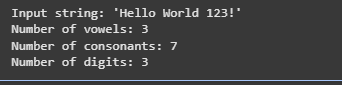 Input string: 'Hello World 123!'
Number of vowels: 3
Number of consonants: 7
Number of digits: 3